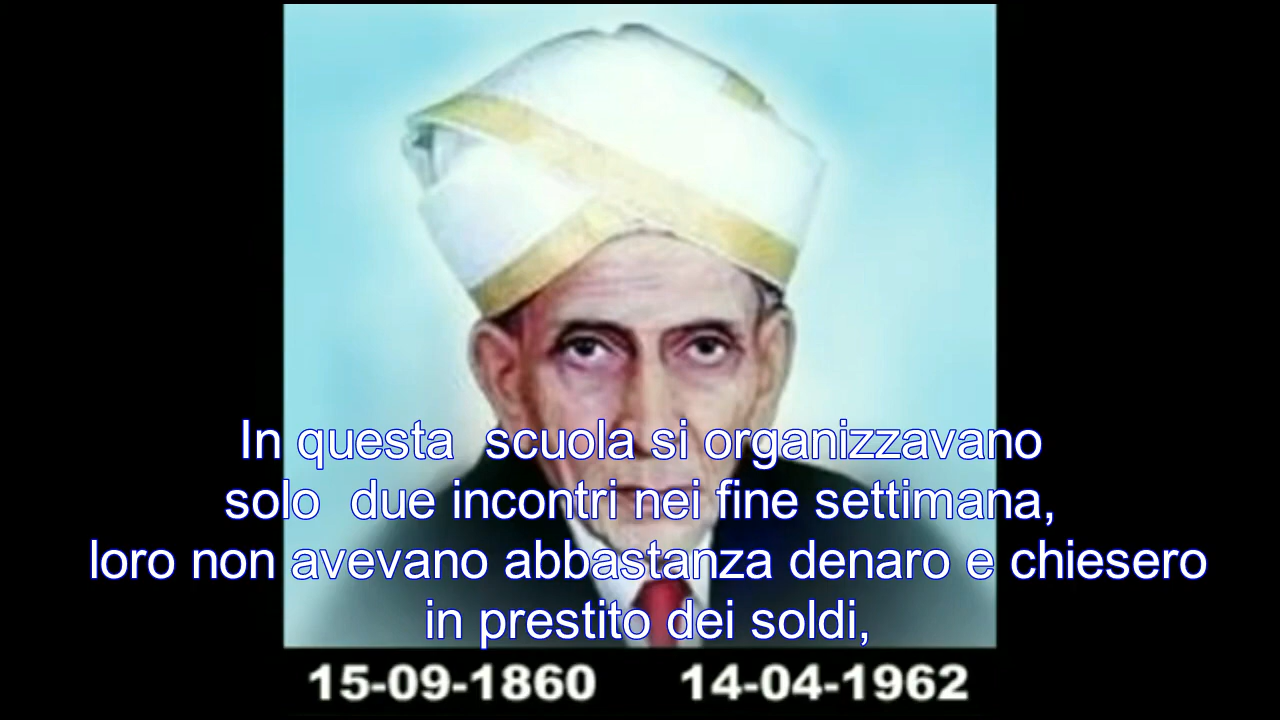 In questa  scuola si organizzavano
solo  due incontri nei fine settimana,
loro non avevano abbastanza denaro e chiesero
in prestito dei soldi,
15-09-1860 14-04-1962